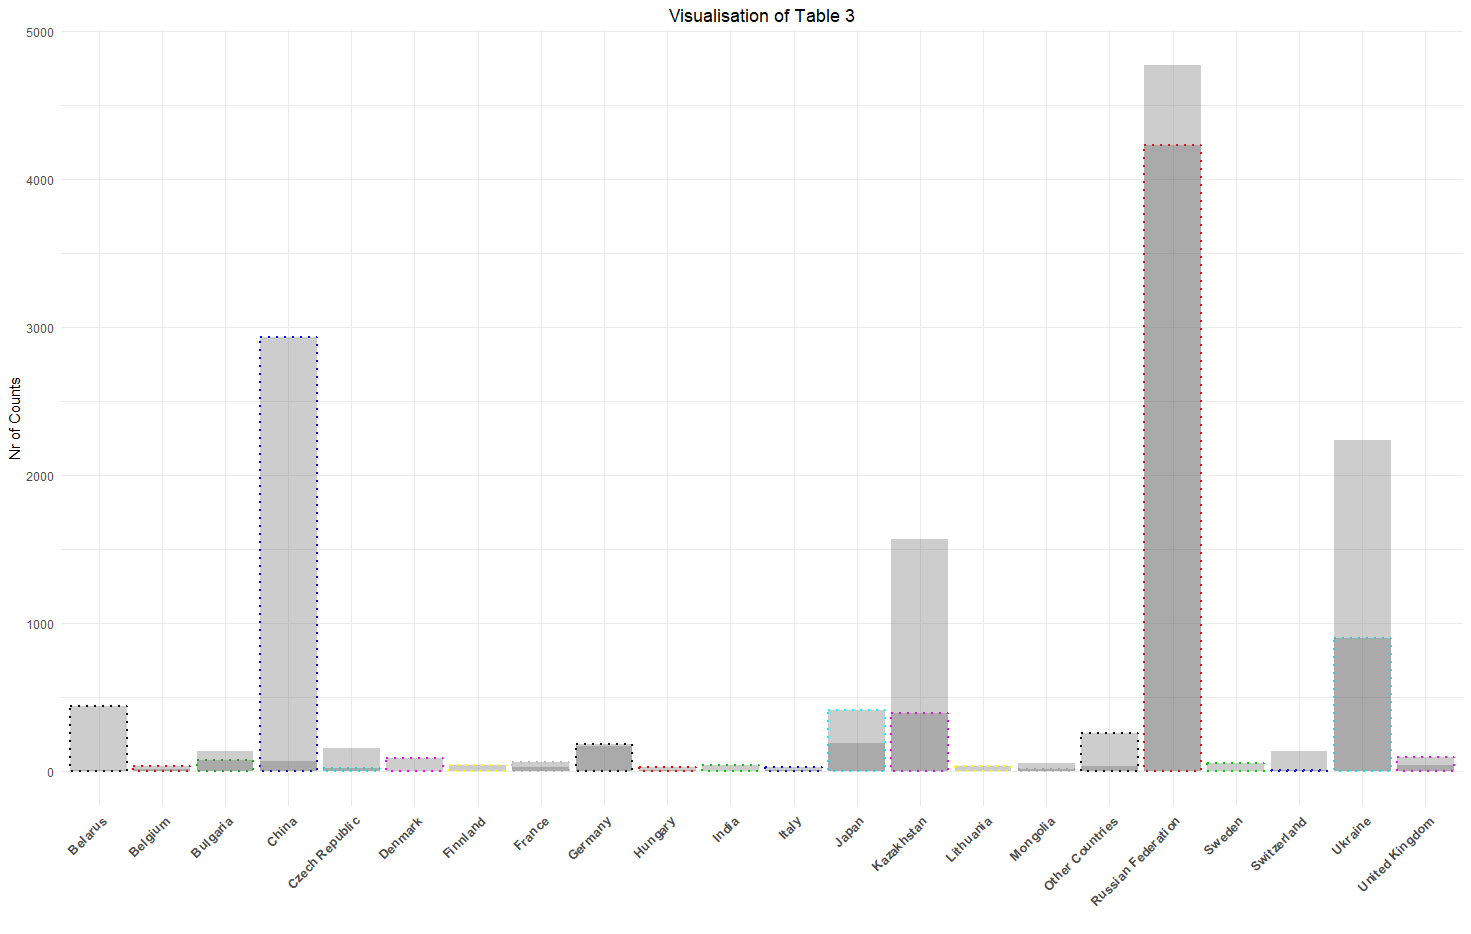 Visualisation of Table 3
Nr of Counts
5000
4000
3000
2000
1000
0
Belarus
Belgium
Bulgaria
China
Czech Republic
Denmark
Finnland
France
Germany
Hungary
India
Italy
Japan
Kazakhstan
Lithuania
Mongolia
Other Countries
Russian Federation
Sweden
Switzerland
Ukraine
United Kingdom